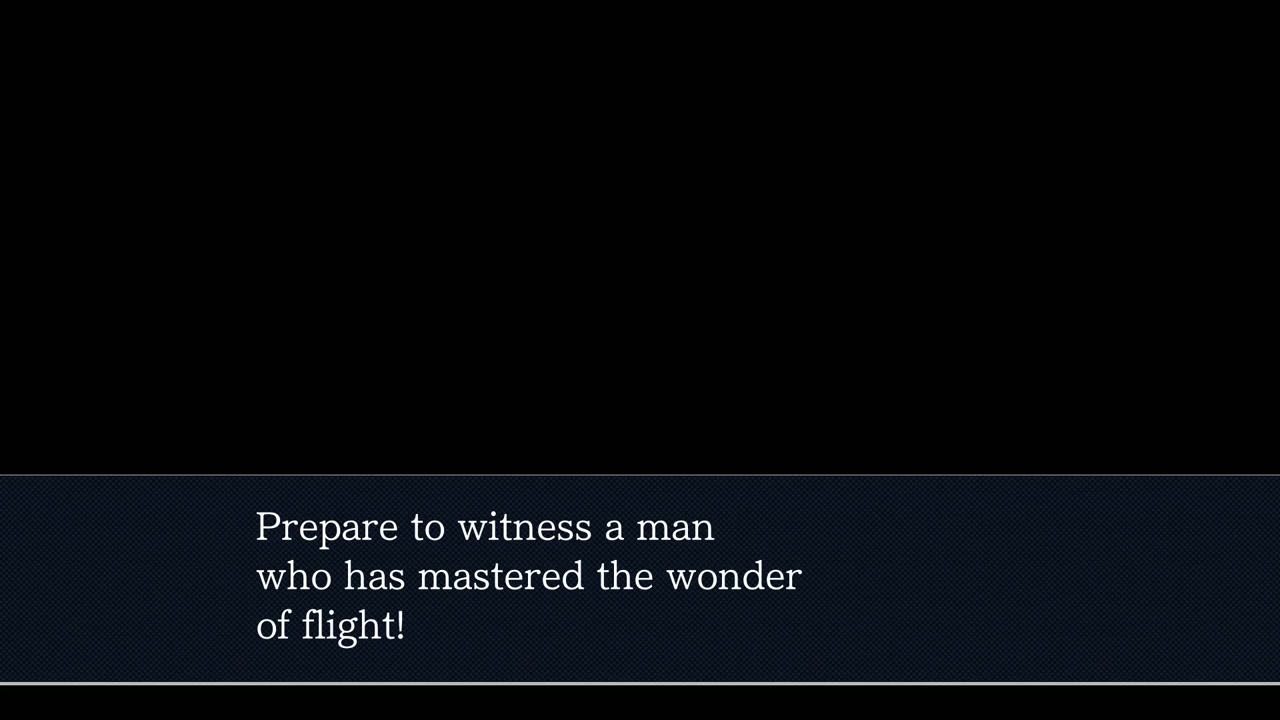 Prepare to witness a man
who has mastered the wonder
of flight!